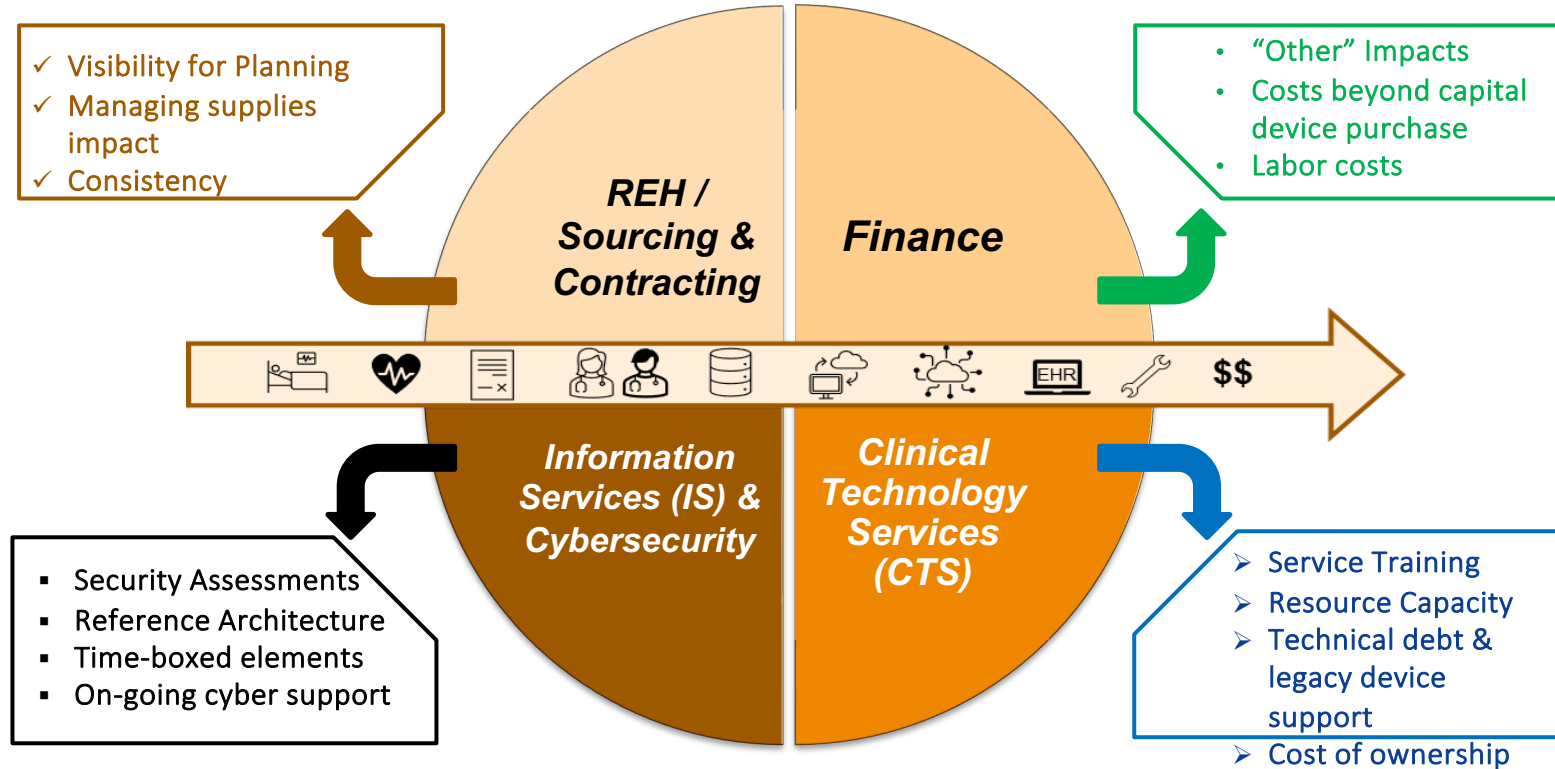 ✓ Visibility for Planning
✓ Managing supplies
impact
✓ Consistency
• “Other” Impacts
• Costs beyond capital
device purchase
• Labor costs
REH /
Sourcing &
Contracting
Finance
EHR
$$
Information
Services (IS) &
Cybersecurity
Clinical
Technology
Services
(CTS)
▪ Security Assessments
▪ Reference Architecture
▪ Time-boxed elements
▪ On-going cyber support
➢ Service Training
➢ Resource Capacity
➢ Technical debt &
legacy device
support
➢ Cost of ownership